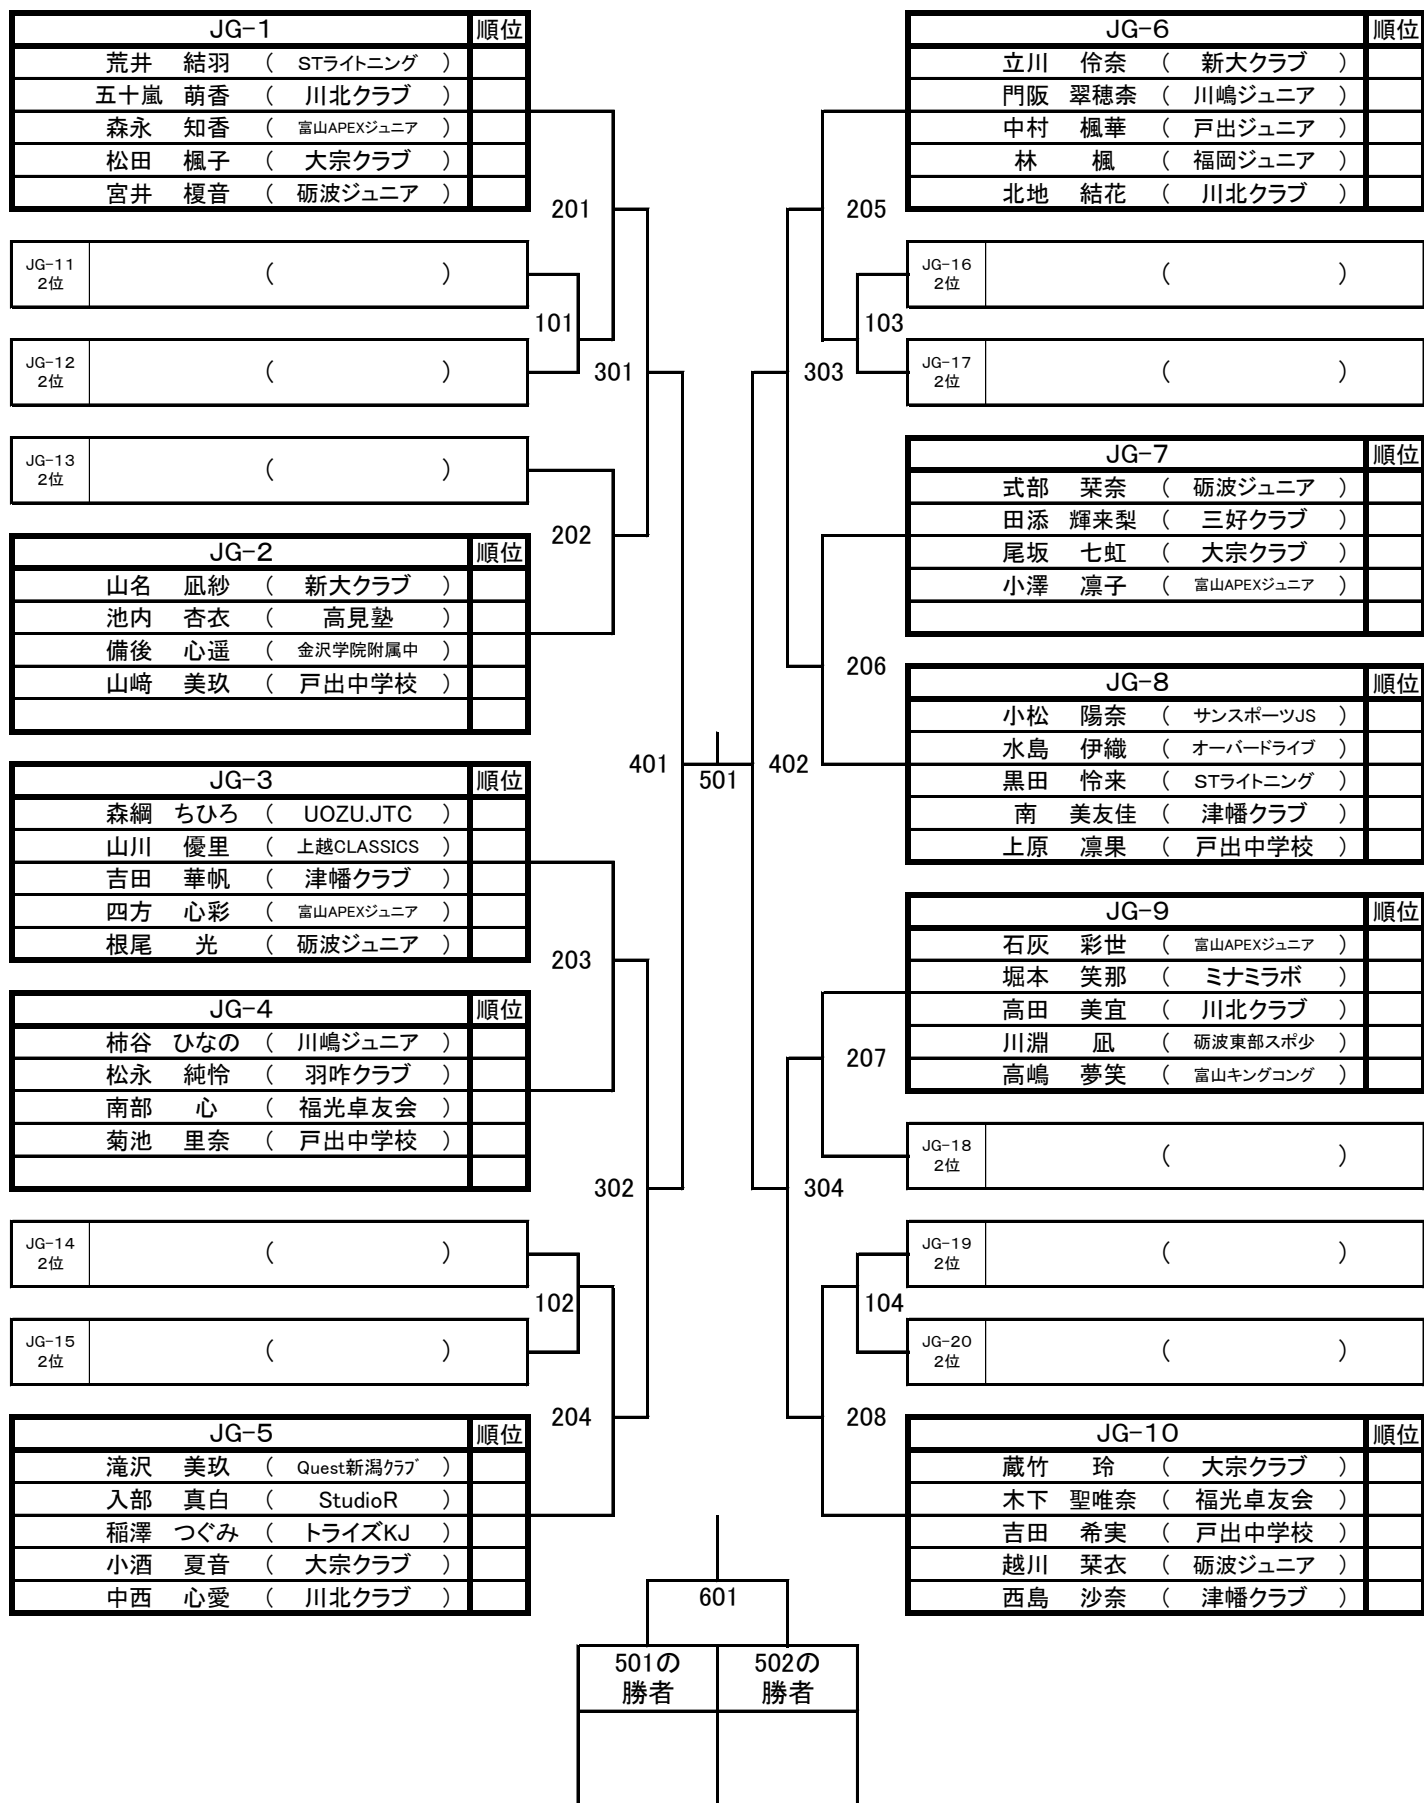 JG-1 順位
荒井 結羽 ( STライトニング )
五十嵐 萌香 ( 川北クラブ )
森永 知香 ( 富山APEXジュニア )
松田 楓子 ( 大宗クラブ )
宮井 榎音 ( 砺波ジュニア )
201
JG-11
2位 ( )
101
JG-12
2位 ( )
301
JG-13
2位 ( )
202
JG-2 順位
山名 凪紗 ( 新大クラブ )
池内 杏衣 ( 高見塾 )
備後 心遥 ( 金沢学院附属中 )
山﨑 美玖 ( 戸出中学校 )
401
JG-3 順位
森綱 ちひろ ( UOZU.JTC )
山川 優里 ( 上越CLASSICS )
吉田 華帆 ( 津幡クラブ )
四方 心彩 ( 富山APEXジュニア )
根尾 光 ( 砺波ジュニア )
203
JG-4 順位
柿谷 ひなの ( 川嶋ジュニア )
松永 純怜 ( 羽咋クラブ )
南部 心 ( 福光卓友会 )
菊池 里奈 ( 戸出中学校 )
302
JG-14
2位 ( )
102
JG-15
2位 ( )
204
JG-5 順位
滝沢 美玖 ( Quest新潟クラブ )
入部 真白 ( StudioR )
稲澤 つぐみ ( トライズKJ )
小酒 夏音 ( 大宗クラブ )
中西 心愛 ( 川北クラブ )
501
JG-6 順位
立川 伶奈 ( 新大クラブ )
門阪 翠穂柰 ( 川嶋ジュニア )
中村 楓華 ( 戸出ジュニア )
林 楓 ( 福岡ジュニア )
北地 結花 ( 川北クラブ )
205
JG-16
2位 ( )
103
JG-17
2位 ( )
303
JG-7 順位
式部 栞奈 ( 砺波ジュニア )
田添 輝来梨 ( 三好クラブ )
尾坂 七虹 ( 大宗クラブ )
小澤 凛子 ( 富山APEXジュニア )
206
JG-8 順位
小松 陽奈 ( サンスポーツJS )
水島 伊織 ( オーバードライブ )
黒田 怜来 ( STライトニング )
南 美友佳 ( 津幡クラブ )
上原 凛果 ( 戸出中学校 )
402
JG-9 順位
石灰 彩世 ( 富山APEXジュニア )
堀本 笑那 ( ミナミラボ )
高田 美宜 ( 川北クラブ )
川淵 凪 ( 砺波東部スポ少 )
高嶋 夢笑 ( 富山キングコング )
207
JG-18
2位 ( )
304
JG-19
2位 ( )
104
JG-20
2位 ( )
208
JG-10 順位
蔵竹 玲 ( 大宗クラブ )
木下 聖唯奈 ( 福光卓友会 )
吉田 希実 ( 戸出中学校 )
越川 栞衣 ( 砺波ジュニア )
西島 沙奈 ( 津幡クラブ )
601
501の
勝者
502の
勝者